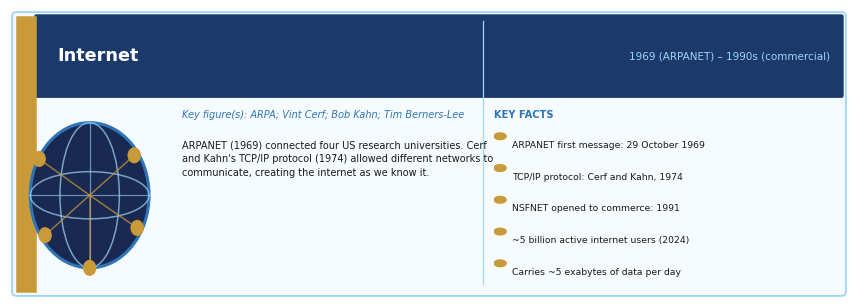 Internet
1969 (ARPANET) – 1990s (commercial)
Key figure(s): ARPA; Vint Cerf; Bob Kahn; Tim Berners-Lee
ARPANET (1969) connected four US research universities. Cerf
and Kahn's TCP/IP protocol (1974) allowed different networks to
communicate, creating the internet as we know it.
KEY FACTS
ARPANET first message: 29 October 1969
TCP/IP protocol: Cerf and Kahn, 1974
NSFNET opened to commerce: 1991
~5 billion active internet users (2024)
Carries ~5 exabytes of data per day